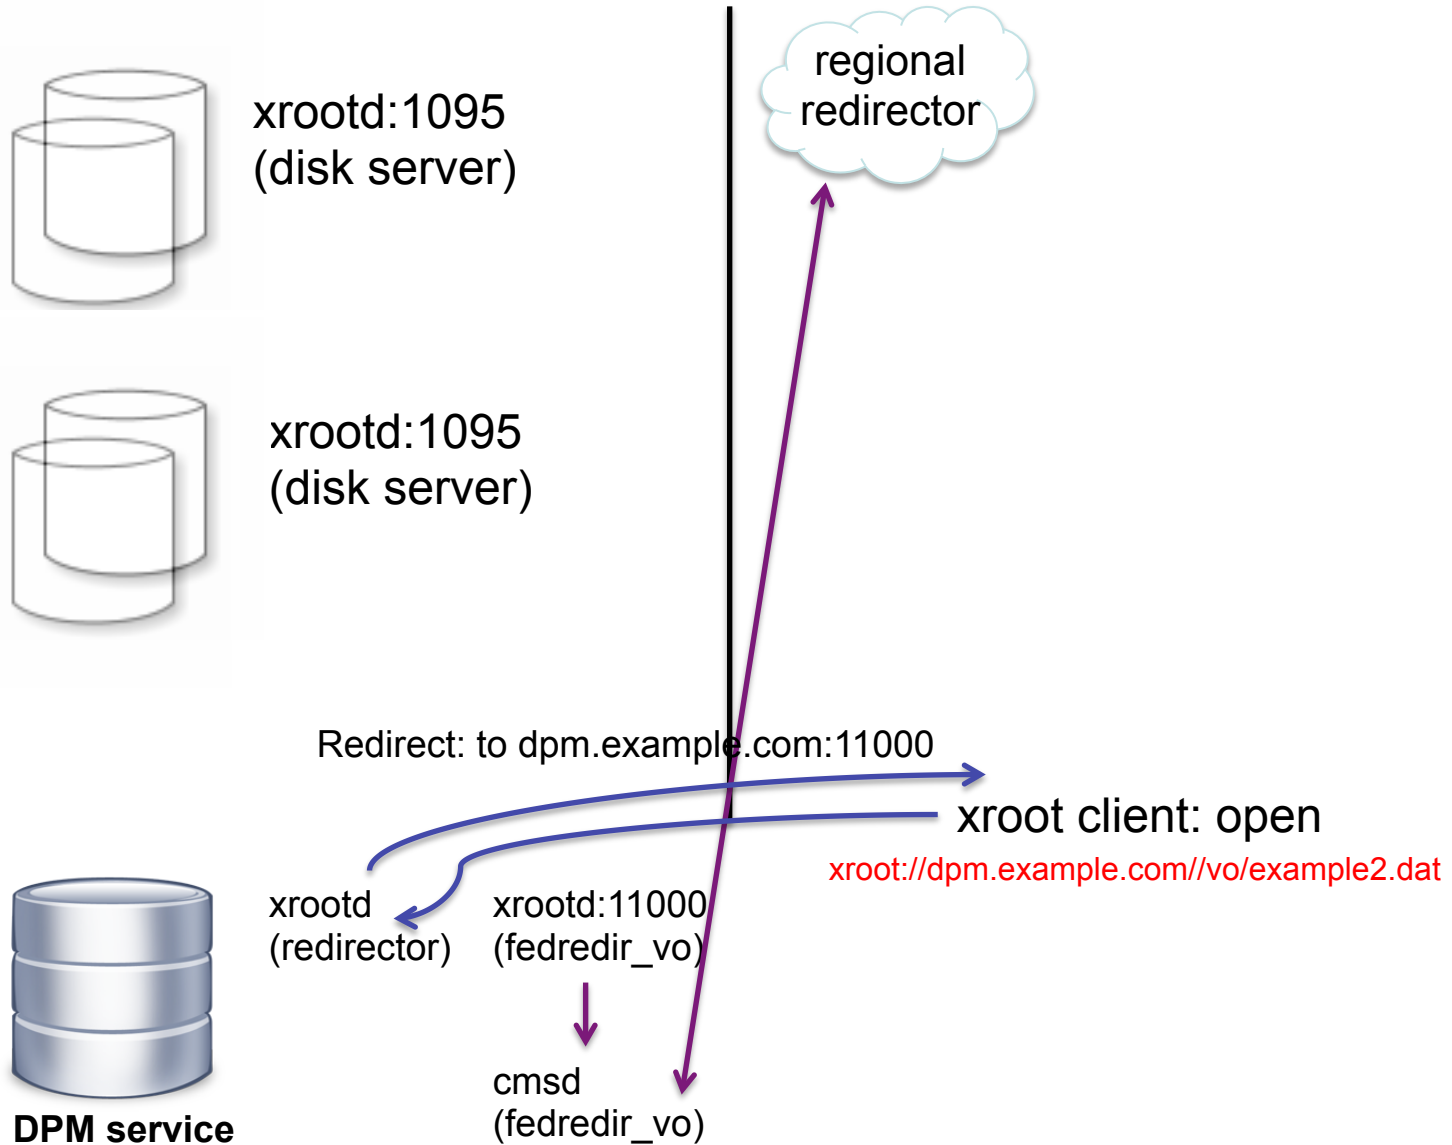 regional
redirector
xrootd:1095
(disk server)
xrootd:1095
(disk server)
Redirect: to dpm.example.com:11000
xroot client: open
xroot://dpm.example.com//vo/example2.dat
xrootd
(redirector)
xrootd:11000
(fedredir_vo)
cmsd
(fedredir_vo)
DPM service